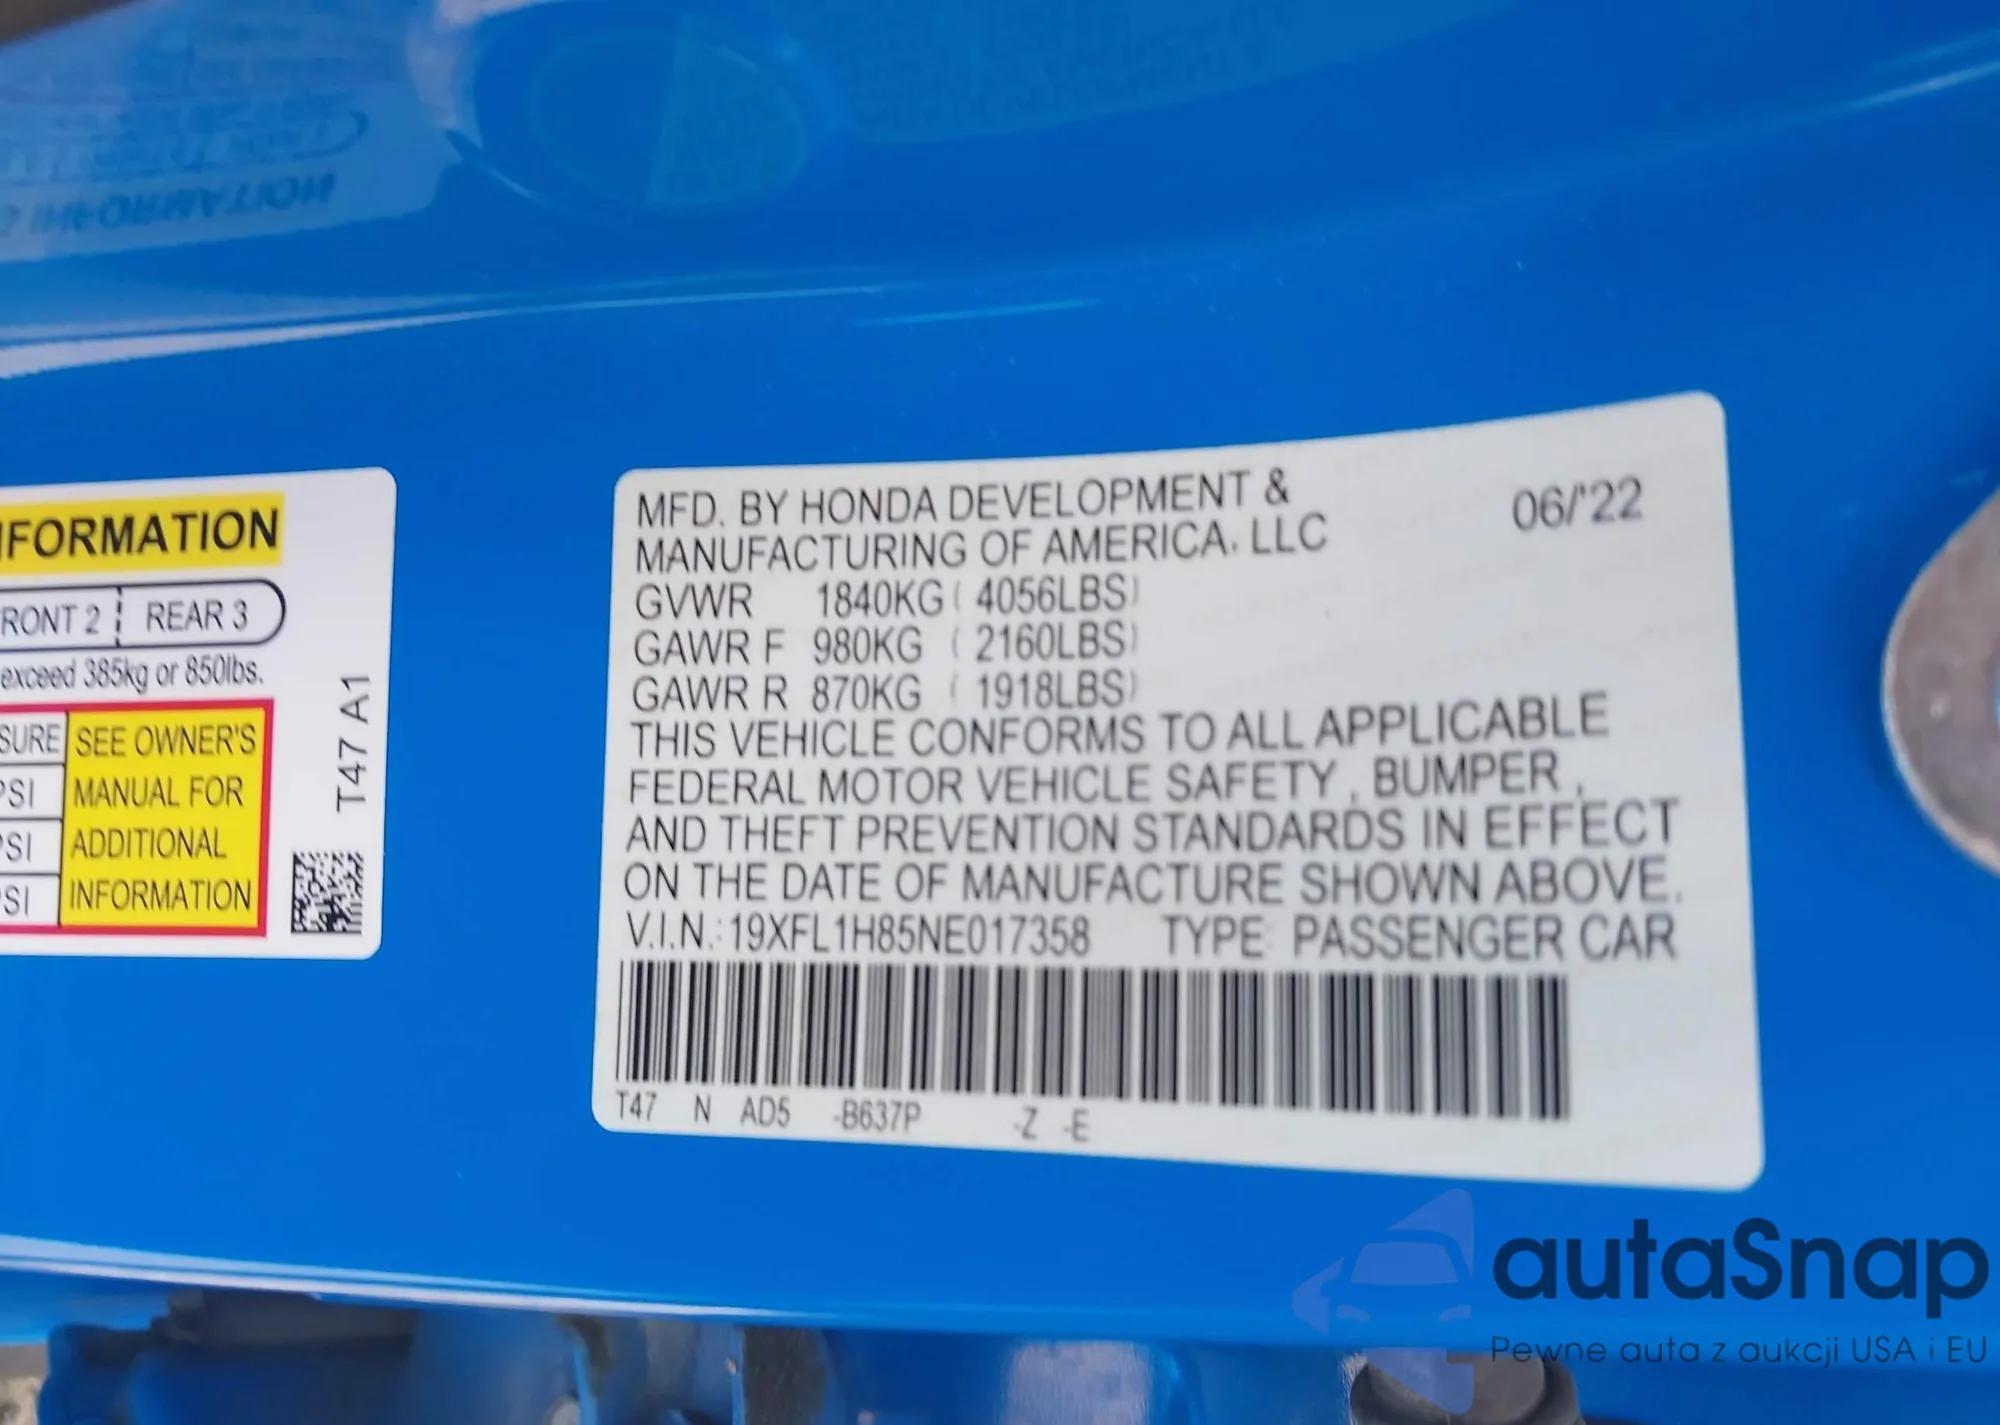 NFORMATION
RONT 2 REAR 3
exceed 385kg or 850lbs.
SURE SEE OWNER'S
PSI MANUAL FOR
PSI ADDITIONAL
SI INFORMATION
T47 A1
MFD. BY HONDA DEVELOPMENT & 06/'22
MANUFACTURING OF AMERICA, LLC
GVWR 1840KG ( 4056LBS)
GAWR F 980KG ( 2160LBS)
GAWR R 870KG ( 1918LBS)
THIS VEHICLE CONFORMS TO ALL APPLICABLE
FEDERAL MOTOR VEHICLE SAFETY , BUMPER ,
AND THEFT PREVENTION STANDARDS IN EFFECT
ON THE DATE OF MANUFACTURE SHOWN ABOVE.
V.I.N.: 19XFL1H85NE017358 TYPE: PASSENGER CAR
T47 N AD5 -B637P -Z -E
autaSnap
Pewne auta z aukcji USA i EU